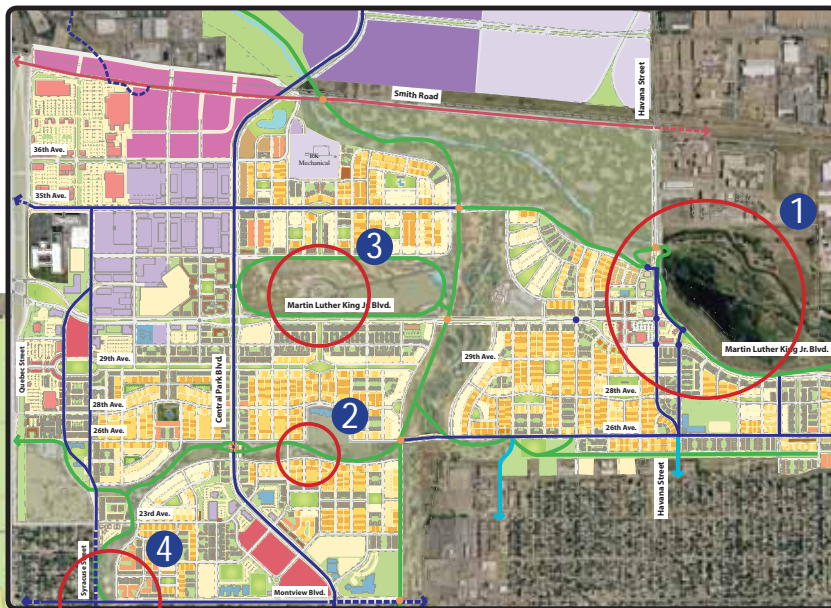 Smith Road
Havana Street
36th Ave.
RK
Mechanical
35th Ave.
1
3
Martin Luther King Jr. Blvd.
Martin Luther King Jr. Blvd.
Quebec Street
29th Ave.
Central Park Blvd.
29th Ave.
28th Ave.
28th Ave.
2
26th Ave.
26th Ave.
23rd Ave.
Havana Street
4
Syracuse Street
Montview Blvd.